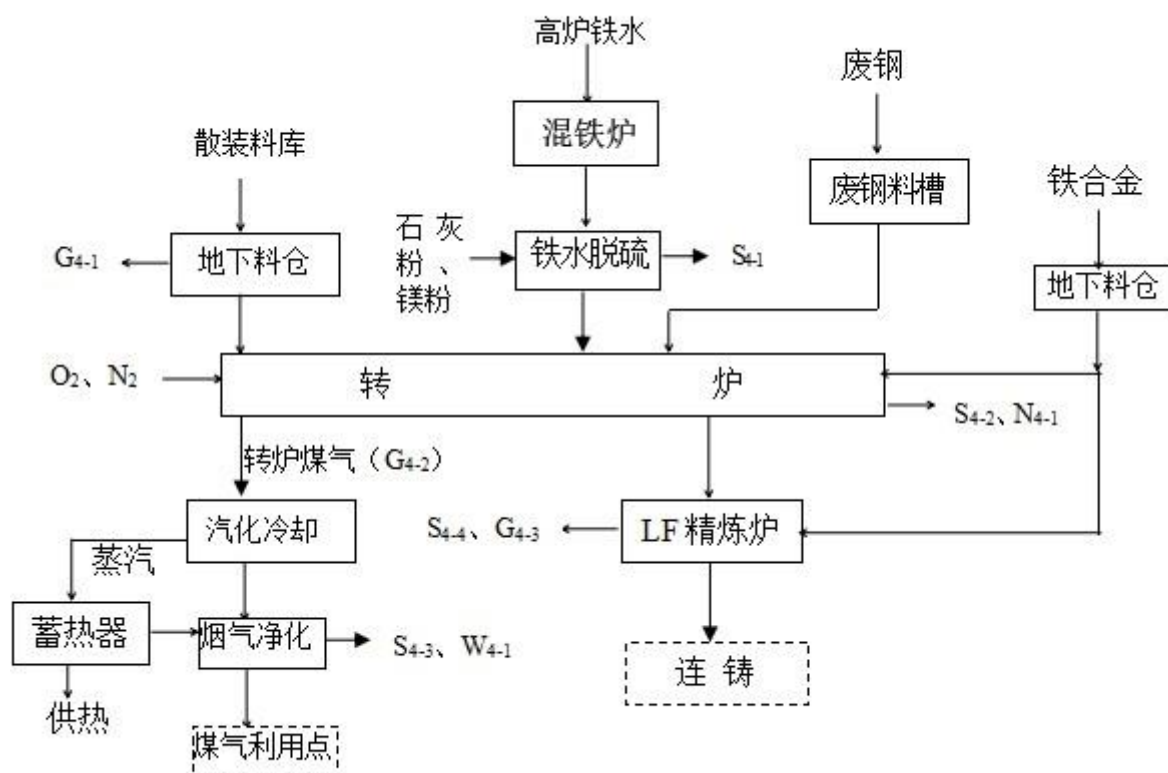 高炉铁水
废钢
混铁炉
散装料库
废钢料槽
铁合金
石 灰
粉、
镁粉
G4-1
地下料仓
铁水脱硫
S4-1
地下料仓
O2、N2
转 炉
S4-2、N4-1
转炉煤气（G4-2）
汽化冷却
S4-4、G4-3
LF 精炼炉
蒸汽
蓄热器
烟气净化
S4-3、W4-1
连 铸
供热
煤气利用点